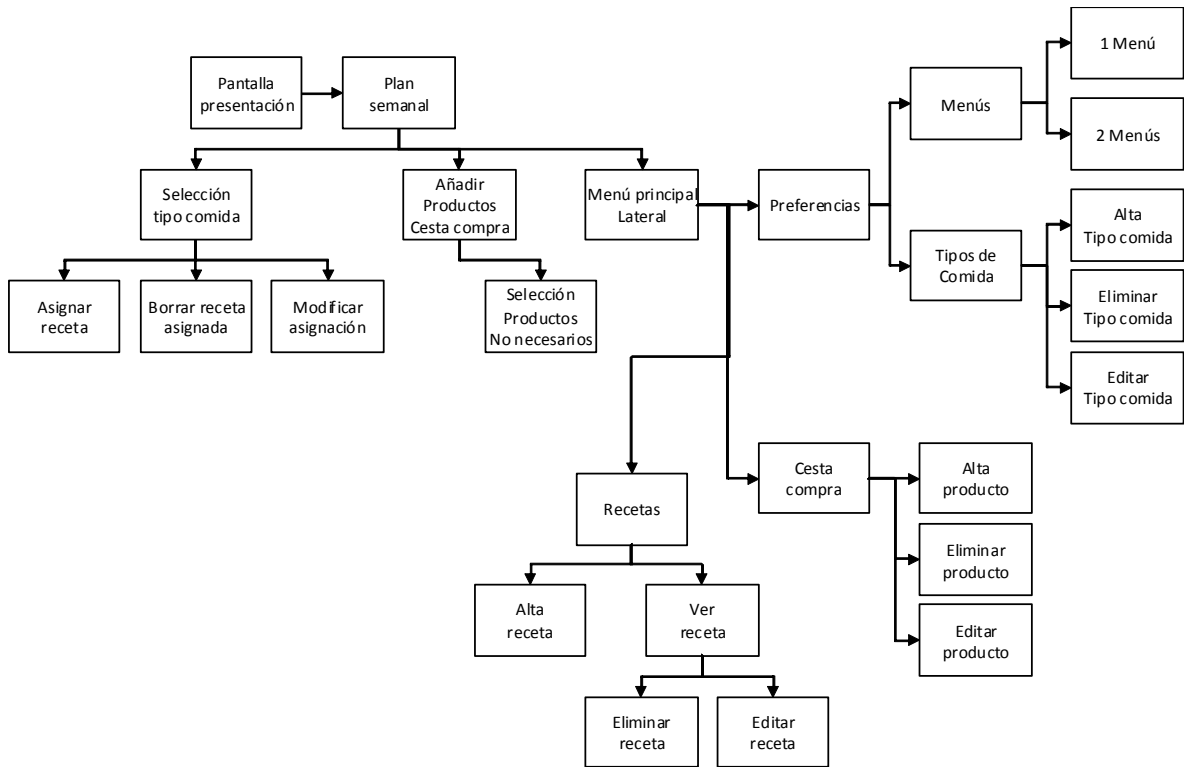 Pantalla
presentación
Plan
semanal
Menús
1 Menú
2 Menús
Selección
tipo comida
Añadir
Productos
Cesta compra
Menú principal
Lateral
Preferencias
Tipos de
Comida
Alta
Tipo comida
Eliminar
Tipo comida
Editar
Tipo comida
Asignar
receta
Borrar receta
asignada
Modificar
asignación
Selección
Productos
No necesarios
Recetas
Cesta
compra
Alta
producto
Eliminar
producto
Editar
producto
Alta
receta
Ver
receta
Eliminar
receta
Editar
receta